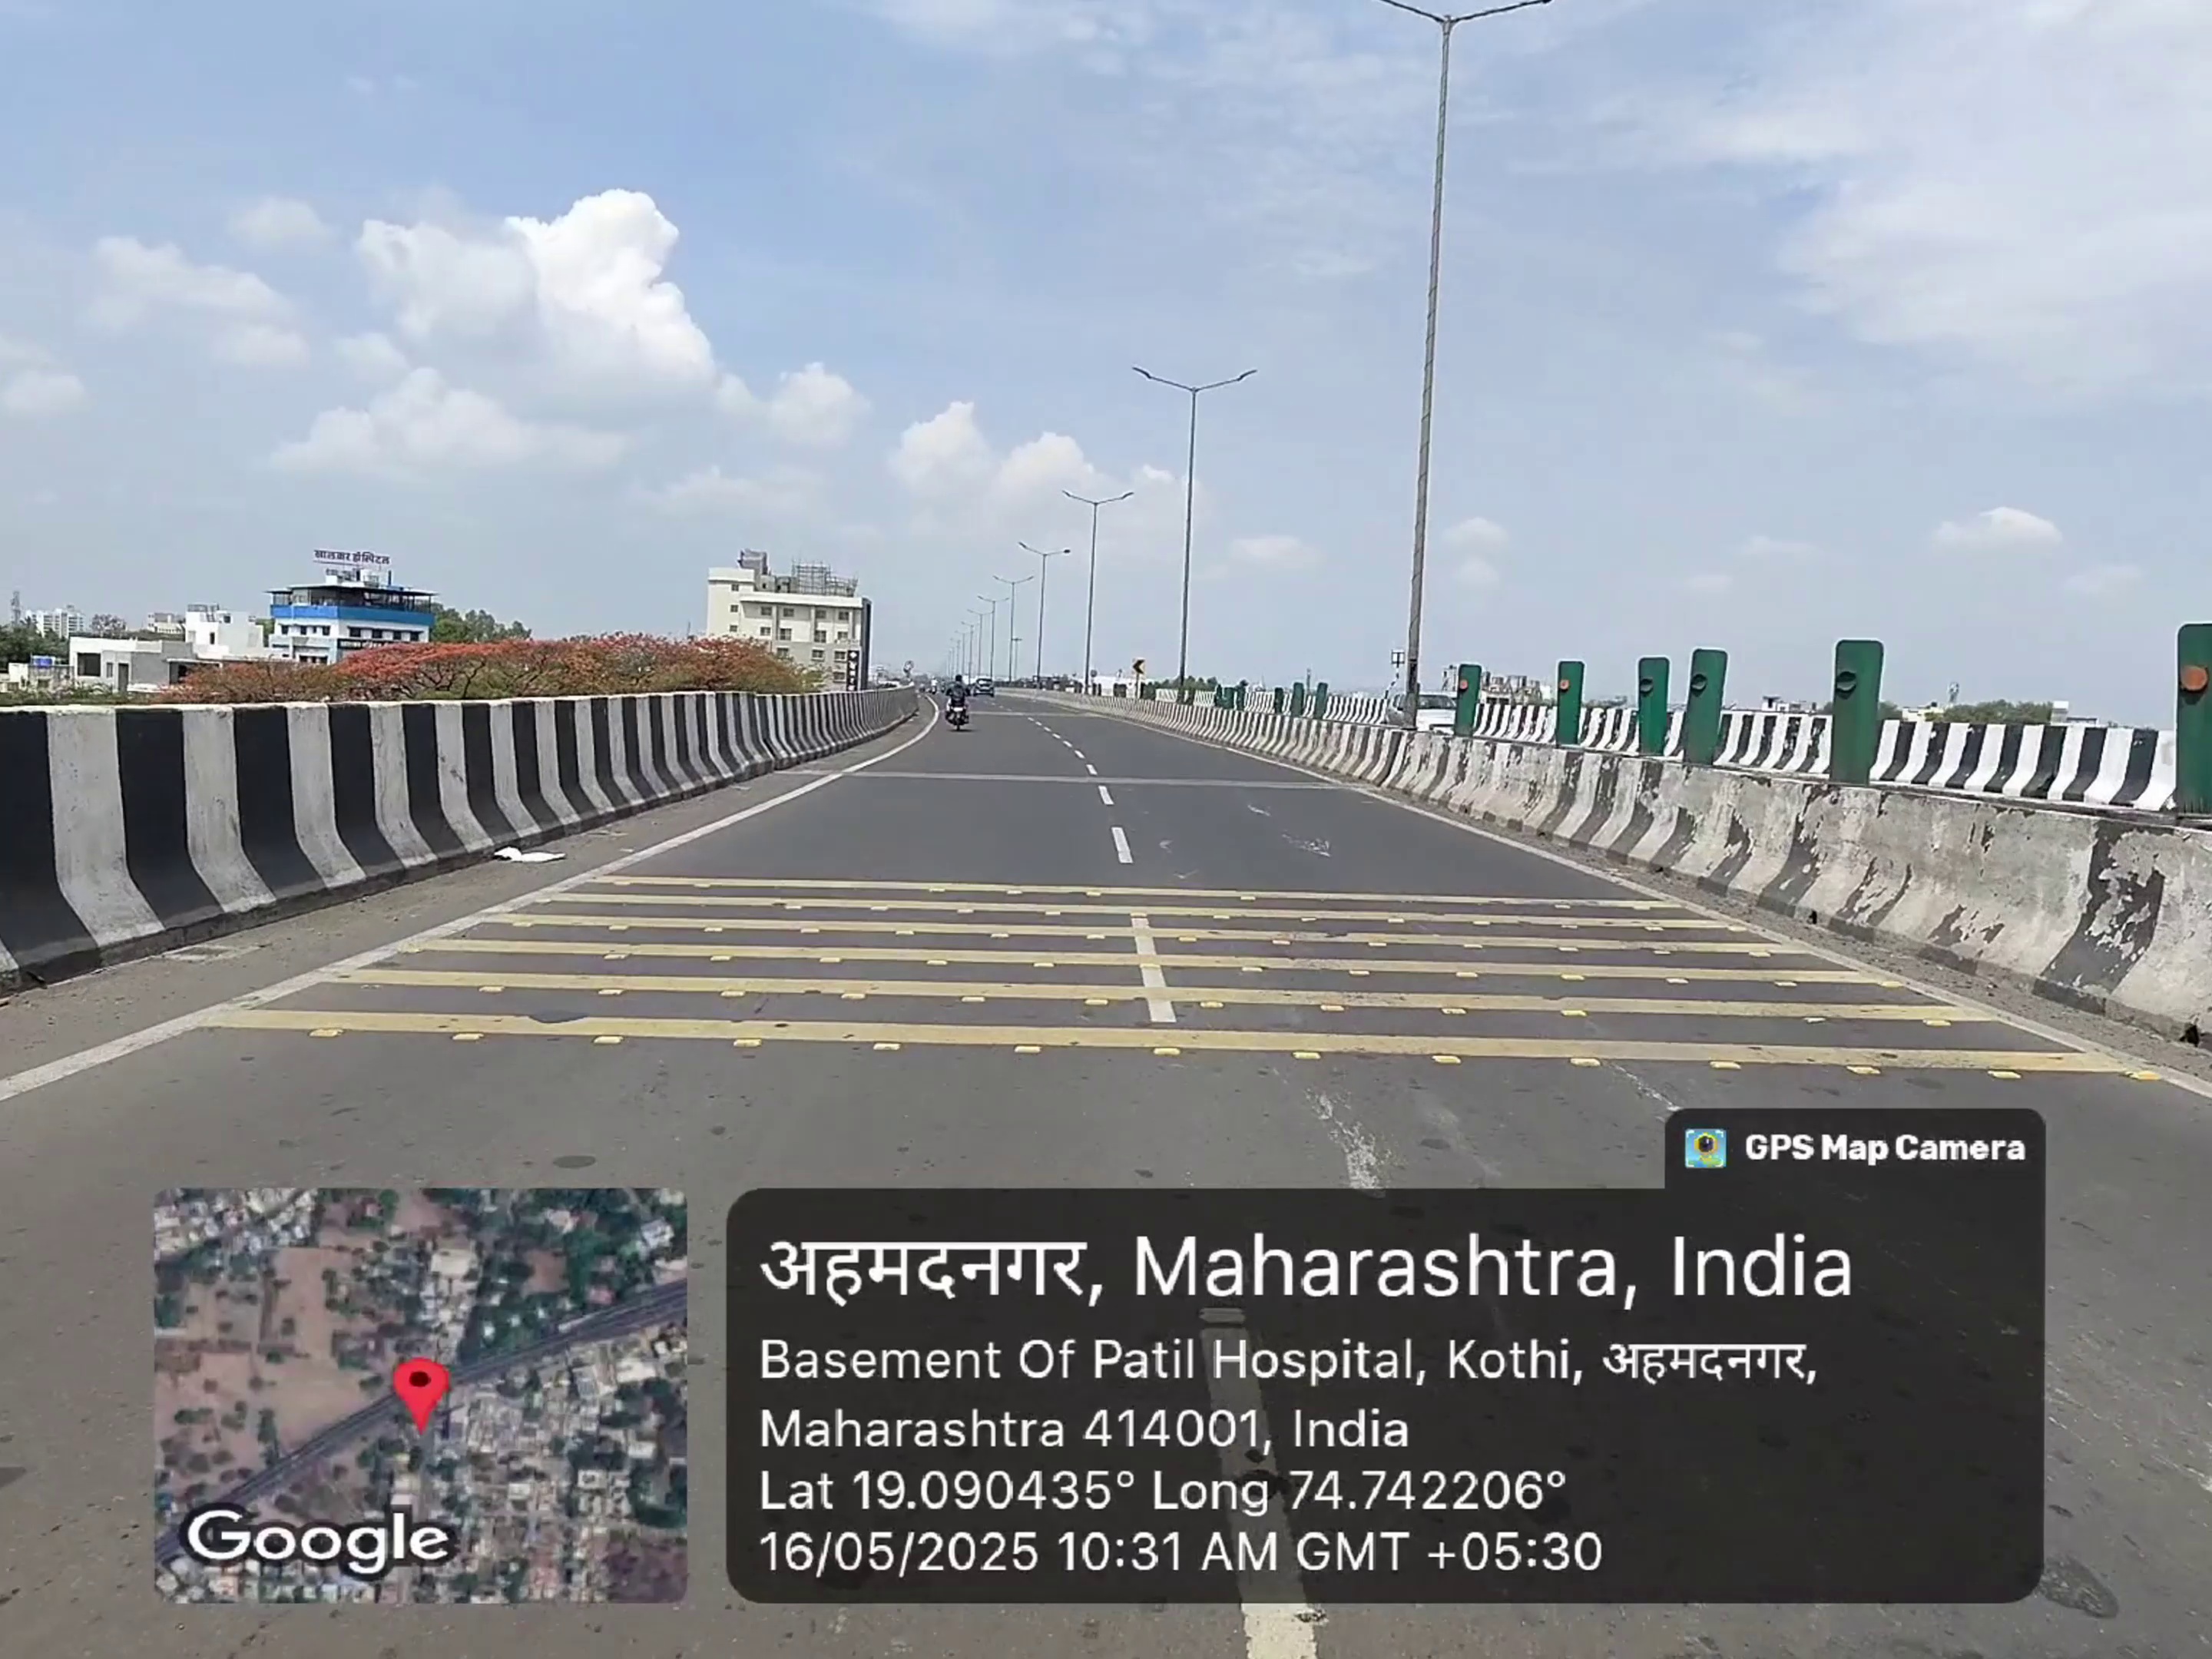 GPS Map Camera
अहमदनगर, Maharashtra, India
Basement Of Patil Hospital, Kothi, अहमदनगर,
Maharashtra 414001, India
Lat 19.090435° Long 74.742206°
16/05/2025 10:31 AM GMT +05:30
Google